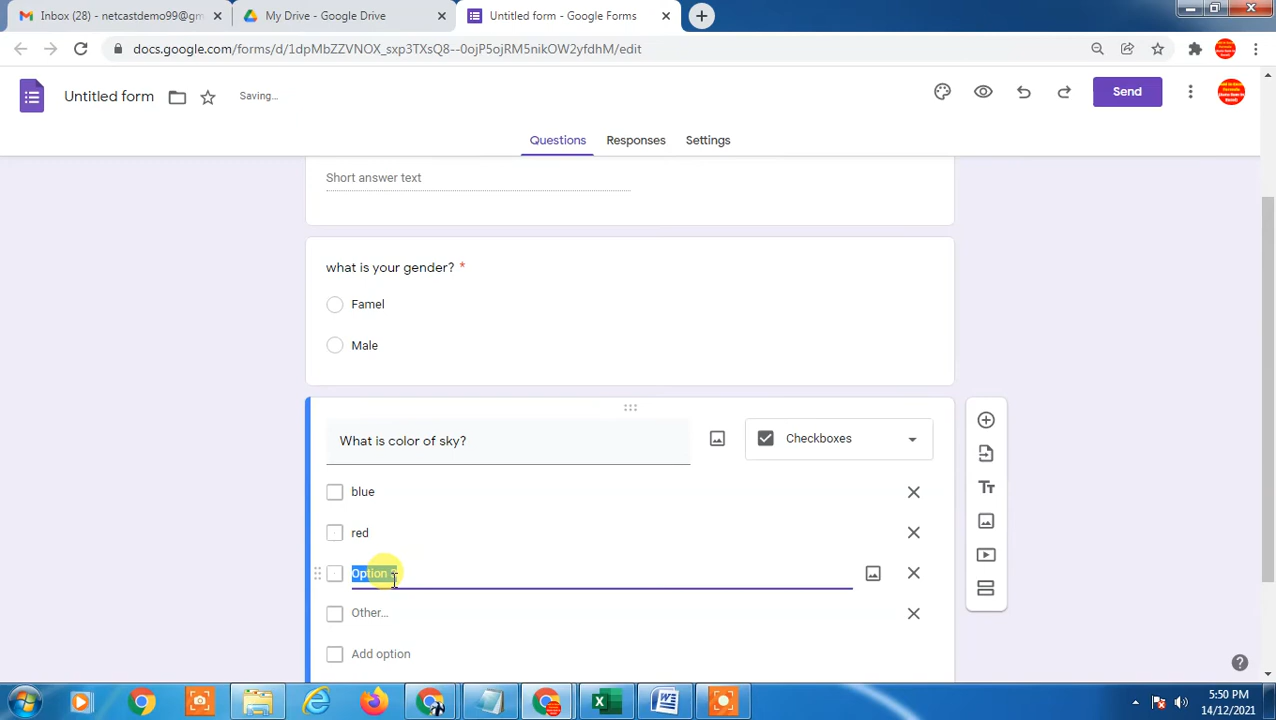 Inbox (28) - netcastdemo99@g
My Drive - Google Drive
Untitled form - Google Forms
docs.google.com/forms/d/1dpMbZZVNOX_sxp3TXsQ8--0ojP5ojRM5nikOW2yfdhM/edit
Untitled form
Saving...
Send
Questions
Responses
Settings
Short answer text
what is your gender? *
Famel
Male
What is color of sky?
Checkboxes
blue
red
Option
Other...
Add option
5:50 PM
14/12/2021